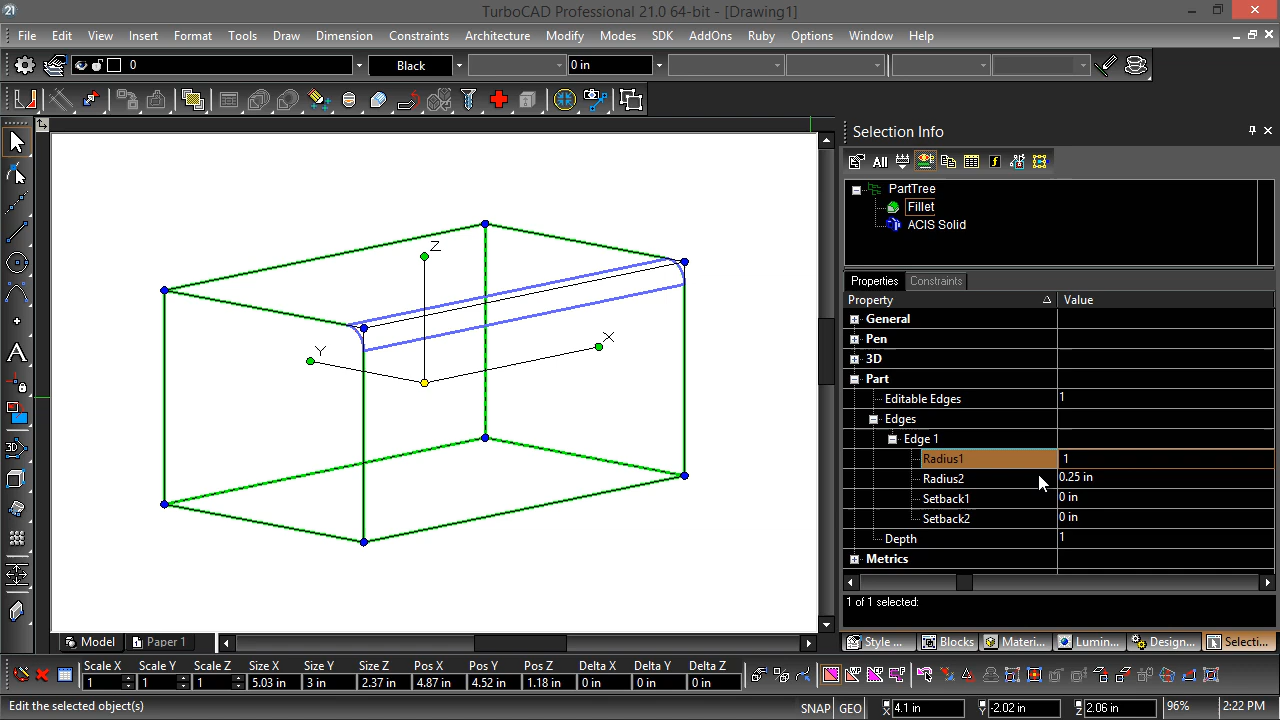 21 TurboCAD Professional 21.0 64-bit - [Drawing1]
File Edit View Insert Format Tools Draw Dimension Constraints Architecture Modify Modes SDK AddOns Ruby Options Window Help
0 Black 0 in
Selection Info
All
PartTree
Fillet
ACIS Solid
Properties Constraints
Property Value
General
Pen
3D
Part
Editable Edges 1
Edges
Edge 1
Radius1 1
Radius2 0.25 in
Setback1 0 in
Setback2 0 in
Depth 1
Metrics
1 of 1 selected:
Z
X
Y
Model Paper 1
Style ... Blocks Materi... Lumin... Design... Selecti...
Scale X Scale Y Scale Z Size X Size Y Size Z Pos X Pos Y Pos Z Delta X Delta Y Delta Z
1 1 1 5.03 in 3 in 2.37 in 4.87 in 4.52 in 1.18 in 0 in 0 in 0 in
Edit the selected object(s) SNAP GEO X 4.1 in Y -2.02 in Z 2.06 in 96% 2:22 PM